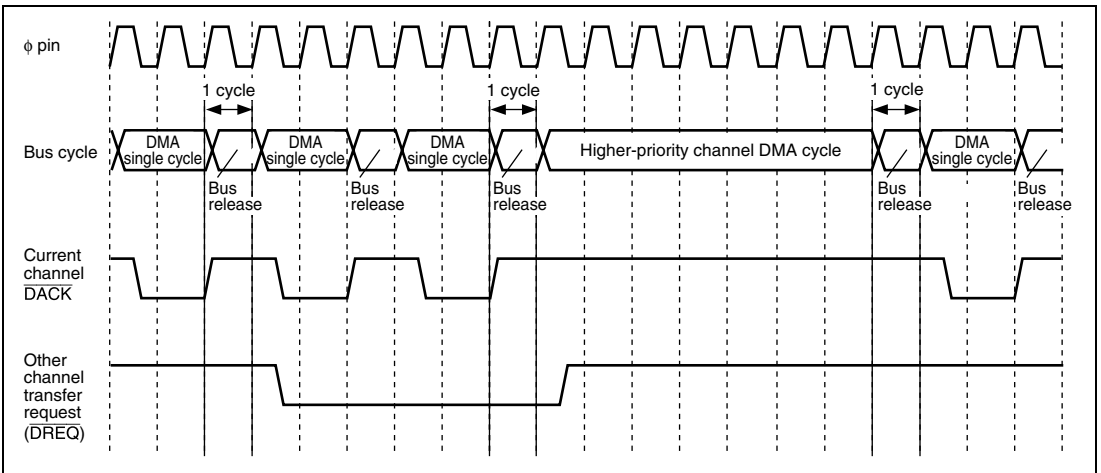 φ pin
1 cycle
1 cycle
1 cycle
Bus cycle
DMA
single cycle
DMA
single cycle
DMA
single cycle
Higher-priority channel DMA cycle
DMA
single cycle
Bus
release
Bus
release
Bus
release
Bus
release
Bus
release
Current
channel
DACK
Other
channel
transfer
request
(DREQ)